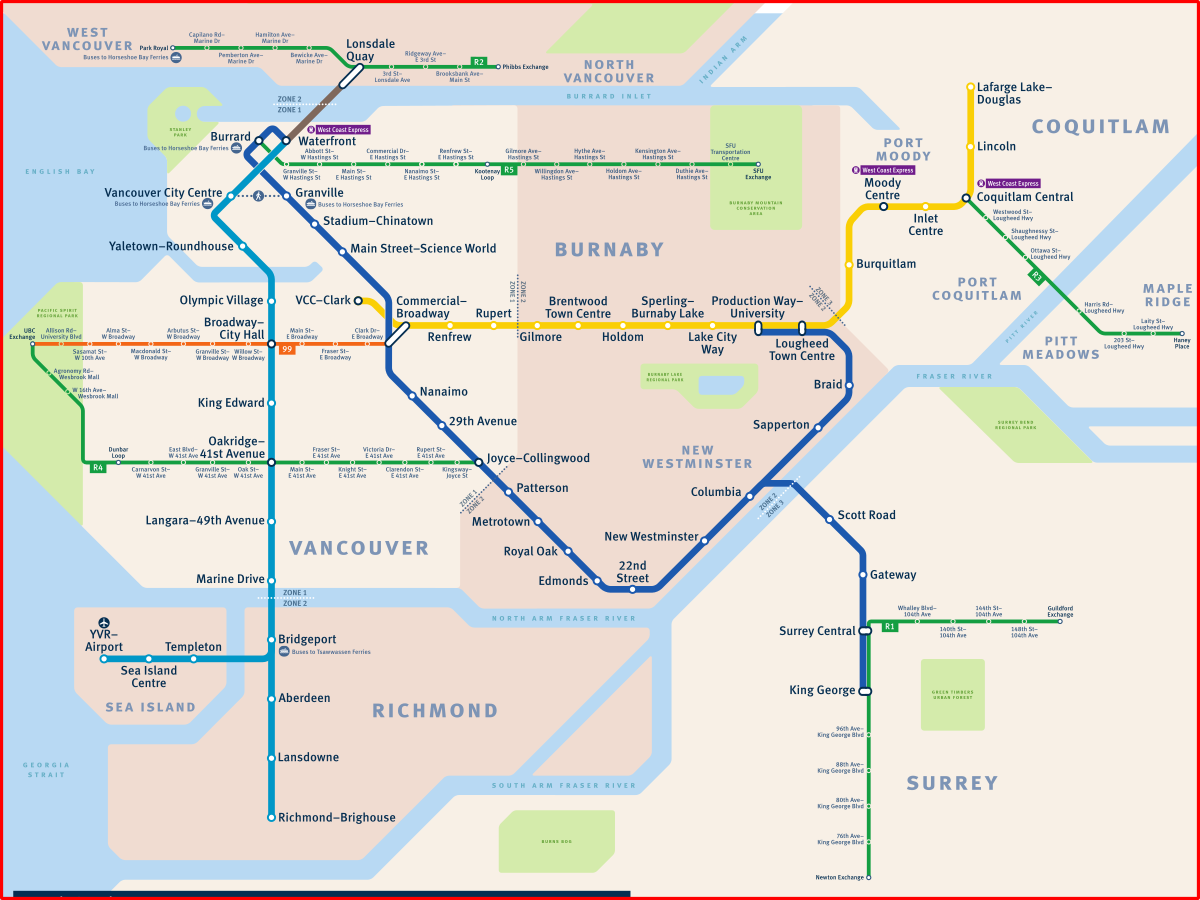 WEST
VANCOUVER
Park Royal
Buses to Horseshoe Bay Ferries
Capilano Rd–
Marine Dr
Pemberton Ave–
Marine Dr
Hamilton Ave–
Marine Dr
Bewicke Ave–
Marine Dr
Lonsdale
Quay
3rd St–
Lonsdale Ave
Ridgeway Ave–
E 3rd St
Brooksbank Ave–
Main St
R2
Phibbs Exchange
NORTH
VANCOUVER
INDIAN ARM
BURRARD INLET
ZONE 2
ZONE 1
STANLEY
PARK
ENGLISH BAY
Burrard
Buses to Horseshoe Bay Ferries
West Coast Express
Waterfront
Granville St–
W Hastings St
Abbott St–
W Hastings St
Main St–
E Hastings St
Commercial Dr–
E Hastings St
Nanaimo St–
E Hastings St
Renfrew St–
E Hastings St
Kootenay
Loop
R5
Gilmore Ave–
Hastings St
Willingdon Ave–
Hastings St
Hythe Ave–
Hastings St
Holdom Ave–
Hastings St
Kensington Ave–
Hastings St
Duthie Ave–
Hastings St
SFU
Transportation
Centre
SFU
Exchange
BURNABY MOUNTAIN
CONSERVATION
AREA
Vancouver City Centre
Buses to Horseshoe Bay Ferries
Granville
Buses to Horseshoe Bay Ferries
Stadium–Chinatown
Main Street–Science World
Yaletown–Roundhouse
BURNABY
Lafarge Lake–
Douglas
COQUITLAM
Lincoln
PORT
MOODY
West Coast Express
Moody
Centre
Inlet
Centre
West Coast Express
Coquitlam Central
Westwood St–
Lougheed Hwy
Shaughnessy St–
Lougheed Hwy
Ottawa St–
Lougheed Hwy
R3
Harris Rd–
Lougheed Hwy
203 St–
Lougheed Hwy
Laity St–
Lougheed Hwy
Haney
Place
Burquitlam
PORT
COQUITLAM
MAPLE
RIDGE
PITT RIVER
PITT
MEADOWS
Olympic Village
VCC–Clark
Commercial–
Broadway
Renfrew
Rupert
ZONE 1
ZONE 2
Gilmore
Brentwood
Town Centre
Holdom
Sperling–
Burnaby Lake
Lake City
Way
Production Way–
University
Lougheed
Town Centre
ZONE 3
ZONE 2
PACIFIC SPIRIT
REGIONAL PARK
UBC
Exchange
Allison Rd–
University Blvd
Sasamat St–
W 10th Ave
Alma St–
W Broadway
Macdonald St–
W Broadway
Arbutus St–
W Broadway
Granville St–
W Broadway
Willow St–
W Broadway
Broadway–
City Hall
99
Main St–
E Broadway
Fraser St–
E Broadway
Clark Dr–
E Broadway
Agronomy Rd–
Wesbrook Mall
W 16th Ave–
Wesbrook Mall
King Edward
Nanaimo
29th Avenue
BURNABY LAKE
REGIONAL PARK
Braid
FRASER RIVER
SURREY BEND
REGIONAL PARK
Sapperton
R4
Dunbar
Loop
Carnarvon St–
W 41st Ave
East Blvd–
W 41st Ave
Granville St–
W 41st Ave
Oak St–
W 41st Ave
Oakridge–
41st Avenue
Main St–
E 41st Ave
Fraser St–
E 41st Ave
Knight St–
E 41st Ave
Victoria Dr–
E 41st Ave
Clarendon St–
E 41st Ave
Rupert St–
E 41st Ave
Kingsway–
Joyce St
Joyce–Collingwood
ZONE 1
ZONE 2
Patterson
NEW
WESTMINSTER
Columbia
ZONE 2
ZONE 3
Langara–49th Avenue
Metrotown
Scott Road
VANCOUVER
Royal Oak
New Westminster
22nd
Street
Edmonds
Marine Drive
Gateway
ZONE 1
ZONE 2
NORTH ARM FRASER RIVER
YVR–
Airport
Sea Island
Centre
Templeton
SEA ISLAND
Bridgeport
Buses to Tsawwassen Ferries
Surrey Central
R1
Whalley Blvd–
104th Ave
140th St–
104th Ave
144th St–
104th Ave
148th St–
104th Ave
Guildford
Exchange
Aberdeen
RICHMOND
King George
GREEN TIMBERS
URBAN FOREST
96th Ave–
King George Blvd
88th Ave–
King George Blvd
80th Ave–
King George Blvd
76th Ave–
King George Blvd
Newton Exchange
GEORGIA
STRAIT
Lansdowne
SOUTH ARM FRASER RIVER
SURREY
Richmond–Brighouse
BURNS BOG